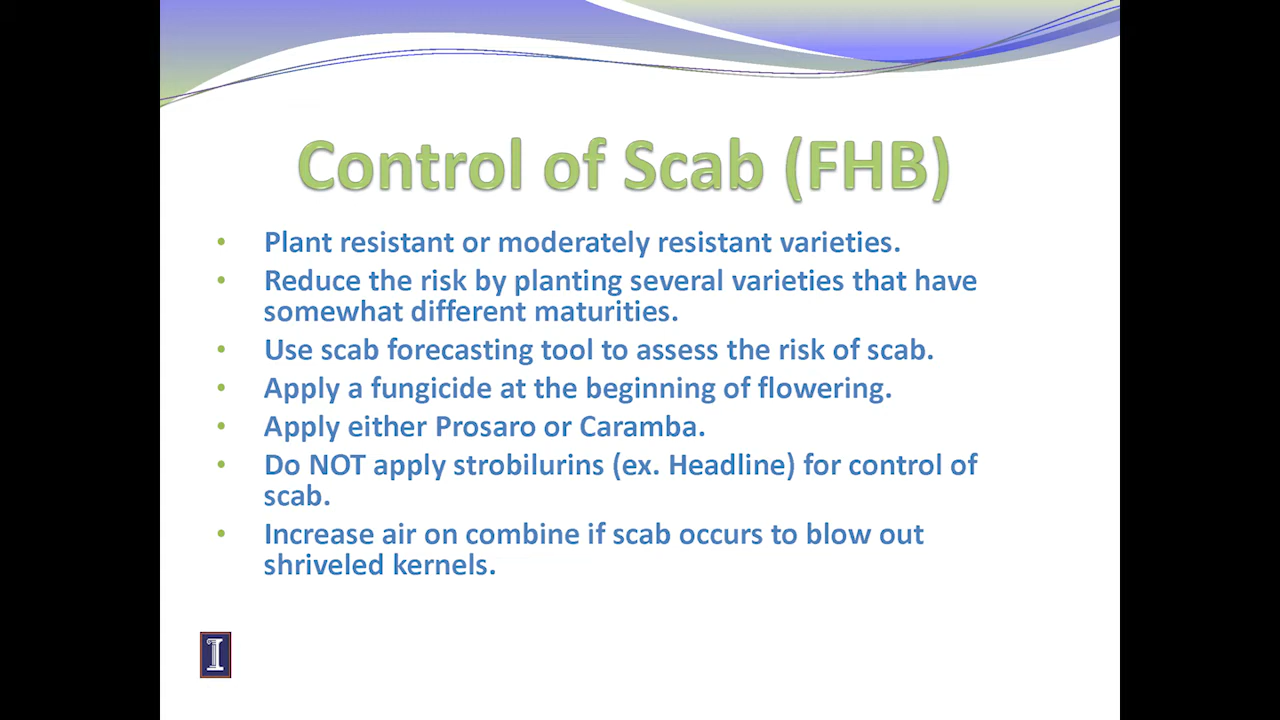 Control of Scab (FHB)
• Plant resistant or moderately resistant varieties.
• Reduce the risk by planting several varieties that have
somewhat different maturities.
• Use scab forecasting tool to assess the risk of scab.
• Apply a fungicide at the beginning of flowering.
• Apply either Prosaro or Caramba.
• Do NOT apply strobilurins (ex. Headline) for control of
scab.
• Increase air on combine if scab occurs to blow out
shriveled kernels.
I